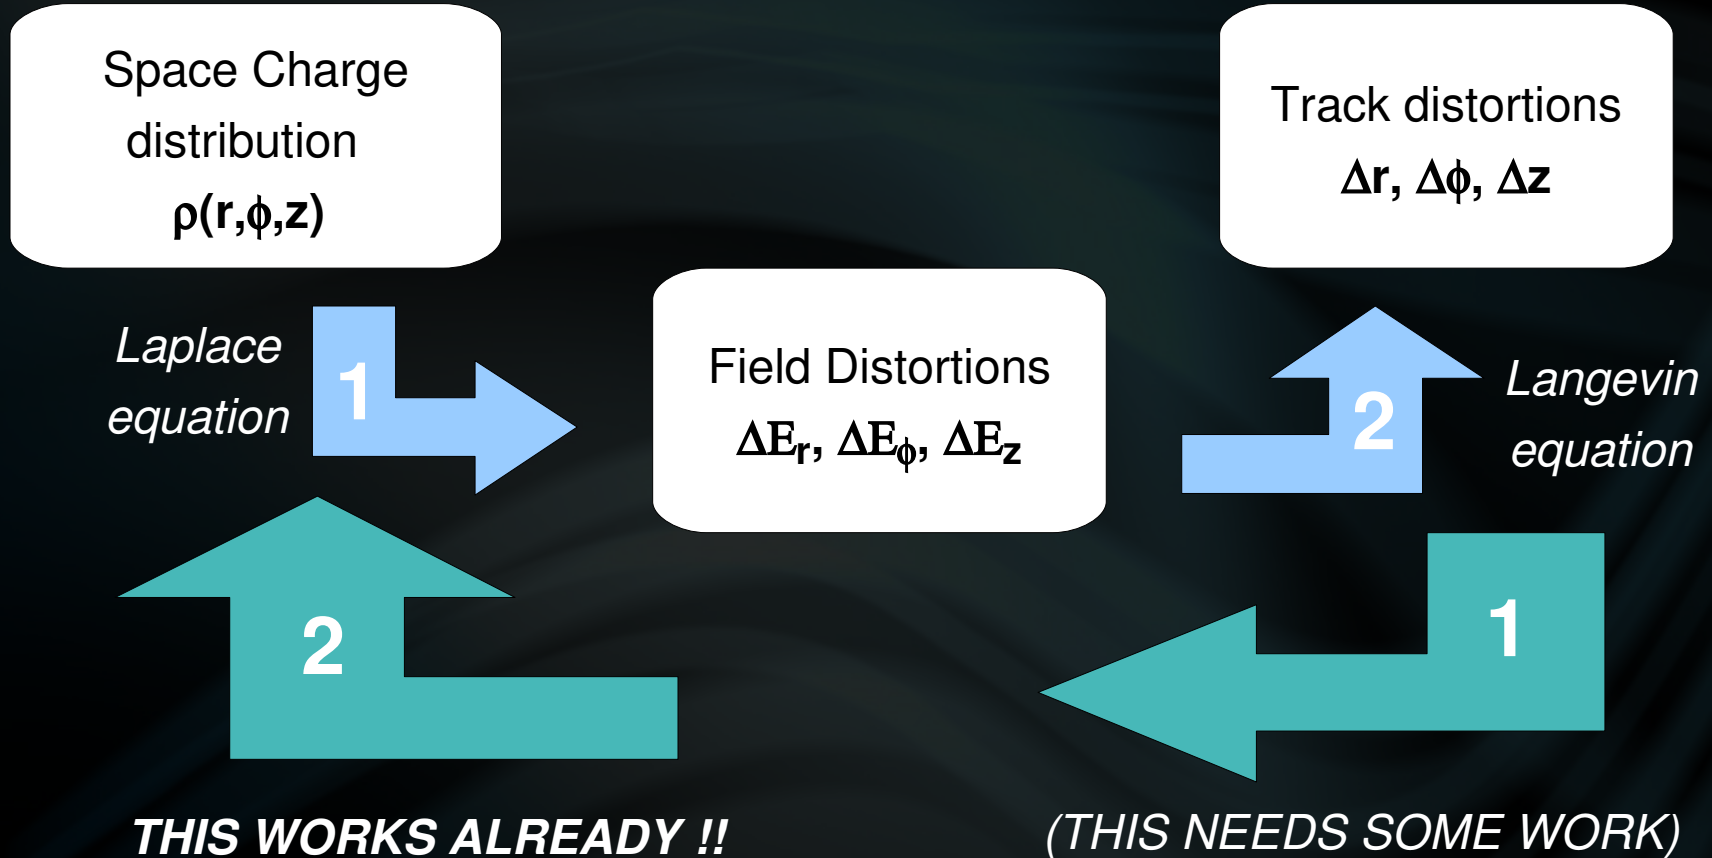 Space Charge
distribution
ρ(r,ϕ,z)
Track distortions
Δr, Δϕ, Δz
Laplace
equation
1
Field Distortions
ΔEr, ΔEϕ, ΔEz
2
Langevin
equation
2
1
THIS WORKS ALREADY !!
(THIS NEEDS SOME WORK)